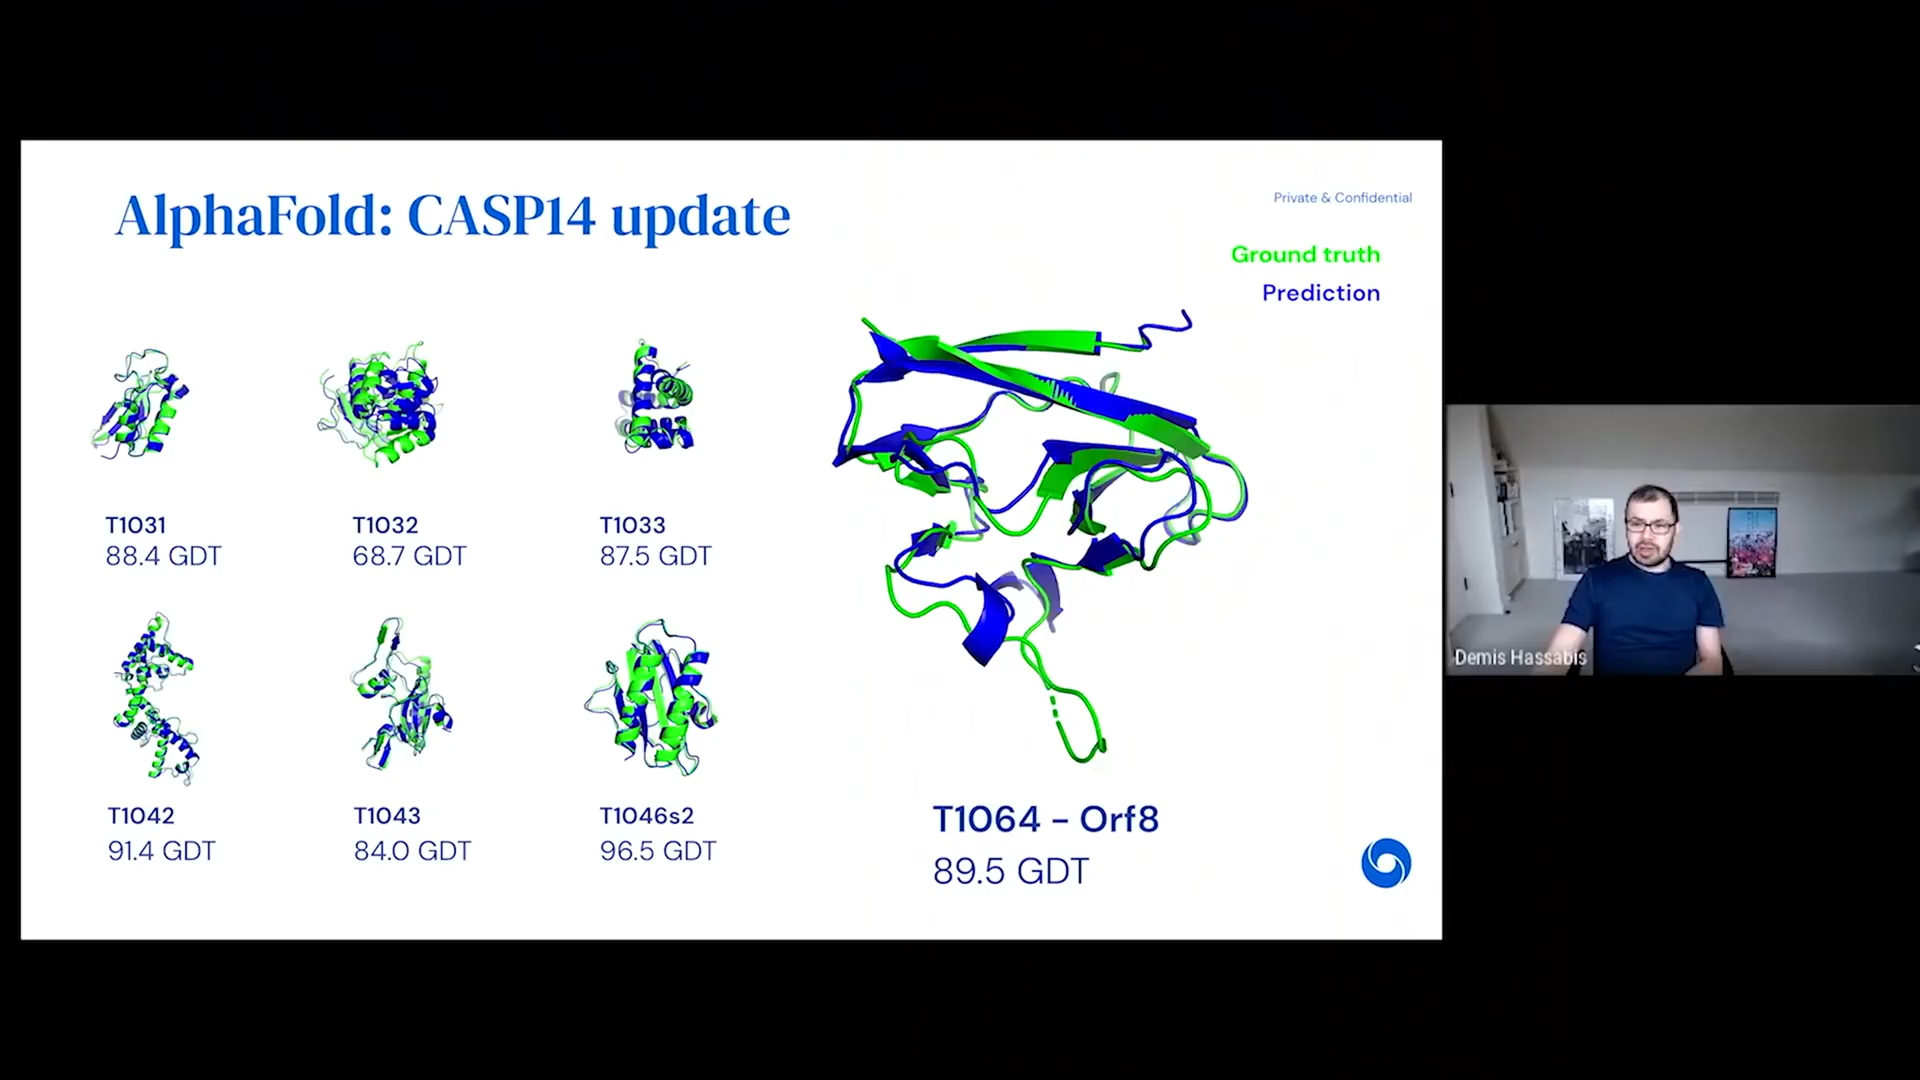 AlphaFold: CASP14 update
Private & Confidential
Ground truth
Prediction
T1031
88.4 GDT
T1032
68.7 GDT
T1033
87.5 GDT
T1042
91.4 GDT
T1043
84.0 GDT
T1046s2
96.5 GDT
T1064 – Orf8
89.5 GDT
Demis Hassabis